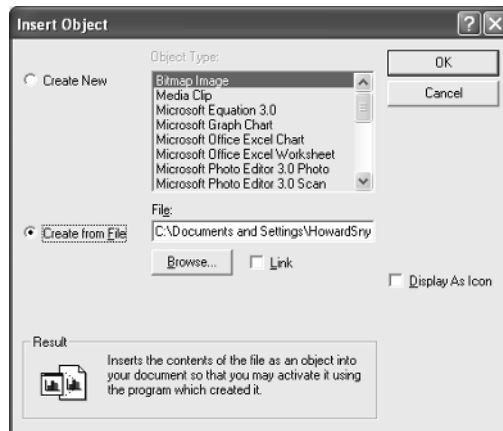 Insert Object
Object Type:
Create New
Bitmap Image
Media Clip
Microsoft Equation 3.0
Microsoft Graph Chart
Microsoft Office Excel Chart
Microsoft Office Excel Worksheet
Microsoft Photo Editor 3.0 Photo
Microsoft Photo Editor 3.0 Scan
OK
Cancel
File:
Create from File
C:\Documents and Settings\HowardSny
Browse...
Link
Display As Icon
Result
Inserts the contents of the file as an object into
your document so that you may activate it using
the program which created it.